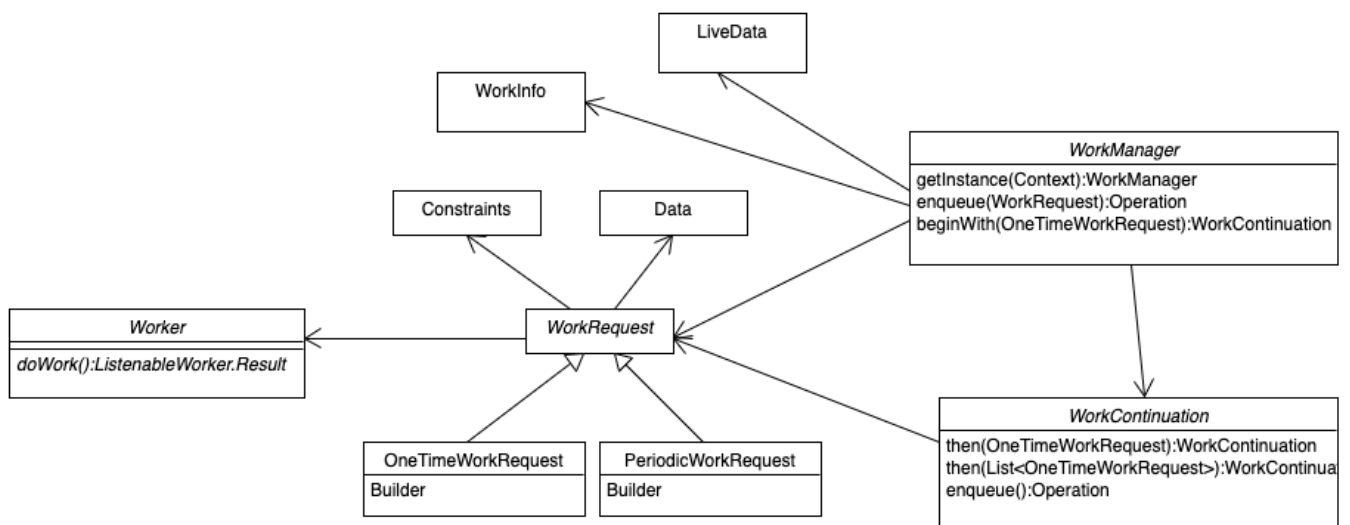 LiveData
WorkInfo
WorkManager
getInstance(Context):WorkManager
enqueue(WorkRequest):Operation
beginWith(OneTimeWorkRequest):WorkContinuation
Constraints
Data
Worker
doWork():ListenableWorker.Result
WorkRequest
OneTimeWorkRequest
Builder
PeriodicWorkRequest
Builder
WorkContinuation
then(OneTimeWorkRequest):WorkContinuation
then(List<OneTimeWorkRequest>):WorkContinuat
enqueue():Operation